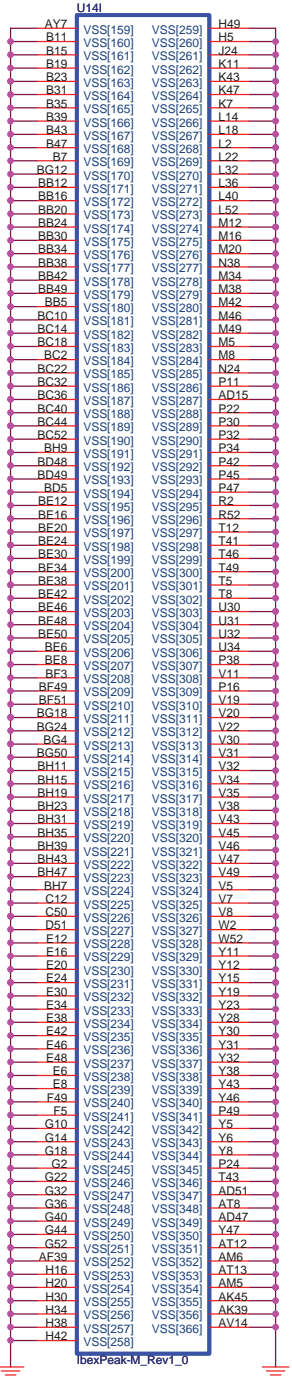 U14I
AY7 VSS[159] VSS[259] H49
B11 VSS[160] VSS[260] H5
B15 VSS[161] VSS[261] J24
B19 VSS[162] VSS[262] K11
B23 VSS[163] VSS[263] K43
B31 VSS[164] VSS[264] K47
B35 VSS[165] VSS[265] K7
B39 VSS[166] VSS[266] L14
B43 VSS[167] VSS[267] L18
B47 VSS[168] VSS[268] L2
B7 VSS[169] VSS[269] L22
BG12 VSS[170] VSS[270] L32
BB12 VSS[171] VSS[271] L36
BB16 VSS[172] VSS[272] L40
BB20 VSS[173] VSS[273] L52
BB24 VSS[174] VSS[274] M12
BB30 VSS[175] VSS[275] M16
BB34 VSS[176] VSS[276] M20
BB38 VSS[177] VSS[277] N38
BB42 VSS[178] VSS[278] M34
BB49 VSS[179] VSS[279] M38
BB5 VSS[180] VSS[280] M42
BC10 VSS[181] VSS[281] M46
BC14 VSS[182] VSS[282] M49
BC18 VSS[183] VSS[283] M5
BC2 VSS[184] VSS[284] M8
BC22 VSS[185] VSS[285] N24
BC32 VSS[186] VSS[286] P11
BC36 VSS[187] VSS[287] AD15
BC40 VSS[188] VSS[288] P22
BC44 VSS[189] VSS[289] P30
BC52 VSS[190] VSS[290] P32
BH9 VSS[191] VSS[291] P34
BD48 VSS[192] VSS[292] P42
BD49 VSS[193] VSS[293] P45
BD5 VSS[194] VSS[294] P47
BE12 VSS[195] VSS[295] R2
BE16 VSS[196] VSS[296] R52
BE20 VSS[197] VSS[297] T12
BE24 VSS[198] VSS[298] T41
BE30 VSS[199] VSS[299] T46
BE34 VSS[200] VSS[300] T49
BE38 VSS[201] VSS[301] T5
BE42 VSS[202] VSS[302] T8
BE46 VSS[203] VSS[303] U30
BE48 VSS[204] VSS[304] U31
BE50 VSS[205] VSS[305] U32
BE6 VSS[206] VSS[306] U34
BE8 VSS[207] VSS[307] P38
BF3 VSS[208] VSS[308] V11
BF49 VSS[209] VSS[309] P16
BF51 VSS[210] VSS[310] V19
BG18 VSS[211] VSS[311] V20
BG24 VSS[212] VSS[312] V22
BG4 VSS[213] VSS[313] V30
BG50 VSS[214] VSS[314] V31
BH11 VSS[215] VSS[315] V32
BH15 VSS[216] VSS[316] V34
BH19 VSS[217] VSS[317] V35
BH23 VSS[218] VSS[318] V38
BH31 VSS[219] VSS[319] V43
BH35 VSS[220] VSS[320] V45
BH39 VSS[221] VSS[321] V46
BH43 VSS[222] VSS[322] V47
BH47 VSS[223] VSS[323] V49
BH7 VSS[224] VSS[324] V5
C12 VSS[225] VSS[325] V7
C50 VSS[226] VSS[326] V8
D51 VSS[227] VSS[327] W2
E12 VSS[228] VSS[328] W52
E16 VSS[229] VSS[329] Y11
E20 VSS[230] VSS[330] Y12
E24 VSS[231] VSS[331] Y15
E30 VSS[232] VSS[332] Y19
E34 VSS[233] VSS[333] Y23
E38 VSS[234] VSS[334] Y28
E42 VSS[235] VSS[335] Y30
E46 VSS[236] VSS[336] Y31
E48 VSS[237] VSS[337] Y32
E6 VSS[238] VSS[338] Y38
E8 VSS[239] VSS[339] Y43
F49 VSS[240] VSS[340] Y46
F5 VSS[241] VSS[341] P49
G10 VSS[242] VSS[342] Y5
G14 VSS[243] VSS[343] Y6
G18 VSS[244] VSS[344] Y8
G2 VSS[245] VSS[345] P24
G22 VSS[246] VSS[346] T43
G32 VSS[247] VSS[347] AD51
G36 VSS[248] VSS[348] AT8
G40 VSS[249] VSS[349] AD47
G44 VSS[250] VSS[350] Y47
G52 VSS[251] VSS[351] AT12
AF39 VSS[252] VSS[352] AM6
H16 VSS[253] VSS[353] AT13
H20 VSS[254] VSS[354] AM5
H30 VSS[255] VSS[355] AK45
H34 VSS[256] VSS[356] AK39
H38 VSS[257] VSS[366] AV14
H42 VSS[258]
IbexPeak-M_Rev1_0